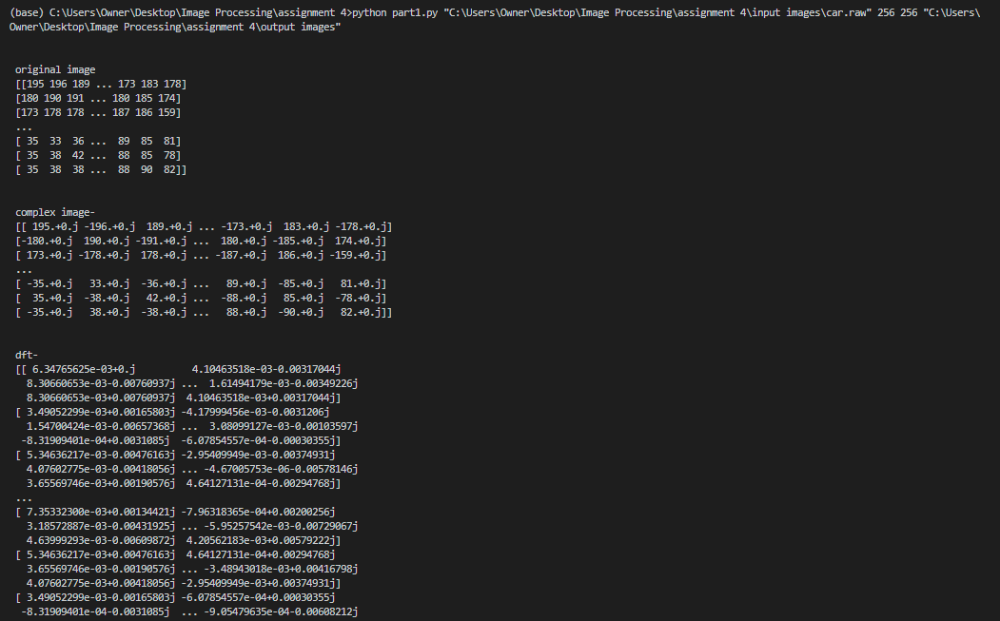 (base) C:\Users\Owner\Desktop\Image Processing\assignment 4>python part1.py "C:\Users\Owner\Desktop\Image Processing\assignment 4\input images\car.raw" 256 256 "C:\Users\
Owner\Desktop\Image Processing\assignment 4\output images"
original image
[[195 196 189 ... 173 183 178]
[180 190 191 ... 180 185 174]
[173 178 178 ... 187 186 159]
...
[ 35  33  36 ...  89  85  81]
[ 35  38  42 ...  88  85  78]
[ 35  38  38 ...  88  90  82]]
complex image-
[[ 195.+0.j -196.+0.j  189.+0.j ... -173.+0.j  183.+0.j -178.+0.j]
[-180.+0.j  190.+0.j -191.+0.j ...  180.+0.j -185.+0.j  174.+0.j]
[ 173.+0.j -178.+0.j  178.+0.j ... -187.+0.j  186.+0.j -159.+0.j]
...
[ -35.+0.j   33.+0.j  -36.+0.j ...   89.+0.j  -85.+0.j   81.+0.j]
[  35.+0.j  -38.+0.j   42.+0.j ...  -88.+0.j   85.+0.j  -78.+0.j]
[ -35.+0.j   38.+0.j  -38.+0.j ...   88.+0.j  -90.+0.j   82.+0.j]]
dft-
[[ 6.34765625e-03+0.j          4.10463518e-03-0.00317044j
8.30660653e-03-0.00760937j ...  1.61494179e-03-0.00349226j
8.30660653e-03+0.00760937j  4.10463518e-03+0.00317044j]
[ 3.49052299e-03+0.00165803j -4.17999456e-03-0.0031206j
1.54700424e-03-0.00657368j ...  3.08099127e-03-0.00103597j
-8.31909401e-04+0.0031085j  -6.07854557e-04-0.00030355j]
[ 5.34636217e-03-0.00476163j -2.95409949e-03-0.00374931j
4.07602775e-03-0.00418056j ... -4.67005753e-06-0.00578146j
3.65569746e-03+0.00190576j  4.64127131e-04-0.00294768j]
...
[ 7.35332300e-03+0.00134421j -7.96318365e-04+0.00200256j
3.18572887e-03-0.00431925j ... -5.95257542e-03-0.00729067j
4.63999293e-03-0.00609872j  4.20562183e-03+0.00579222j]
[ 5.34636217e-03+0.00476163j  4.64127131e-04+0.00294768j
3.65569746e-03-0.00190576j ... -3.48943018e-03+0.00416798j
4.07602775e-03+0.00418056j -2.95409949e-03+0.00374931j]
[ 3.49052299e-03-0.00165803j -6.07854557e-04+0.00030355j
-8.31909401e-04-0.0031085j  ... -9.05479635e-04-0.00608212j